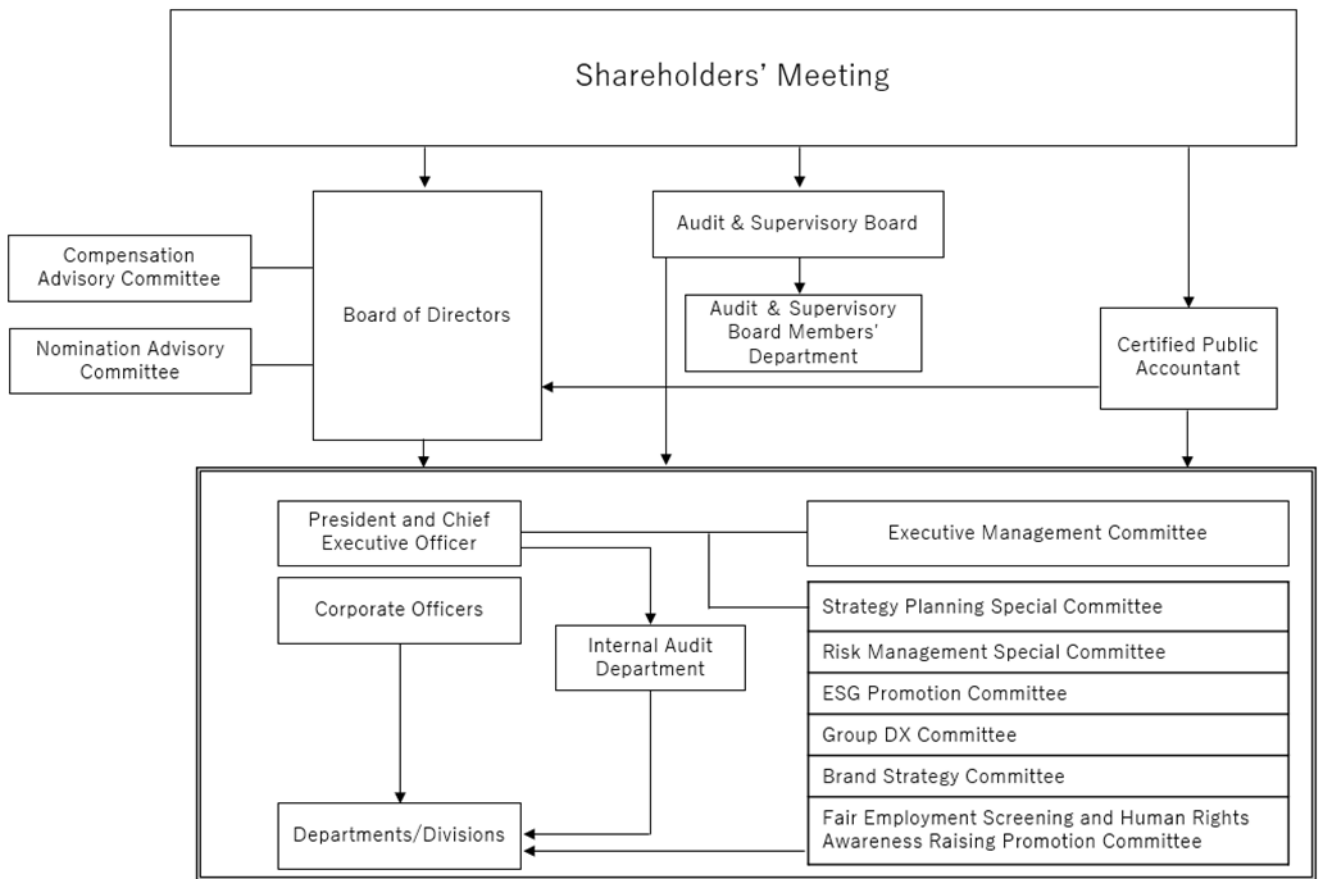 Shareholders’ Meeting
Compensation
Advisory Committee
Nomination Advisory
Committee
Board of Directors
Audit & Supervisory Board
Audit & Supervisory
Board Members’
Department
Certified Public
Accountant
President and Chief
Executive Officer
Corporate Officers
Internal Audit
Department
Departments/Divisions
Executive Management Committee
Strategy Planning Special Committee
Risk Management Special Committee
ESG Promotion Committee
Group DX Committee
Brand Strategy Committee
Fair Employment Screening and Human Rights
Awareness Raising Promotion Committee